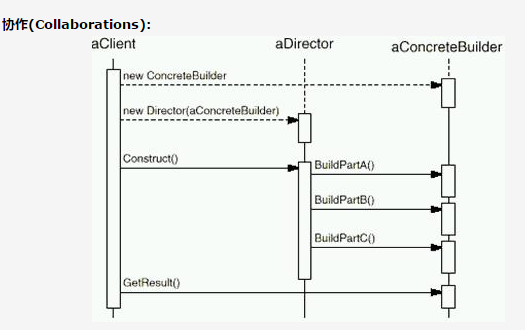 协作(Collaborations):
aClient aDirector aConcreteBuilder
new ConcreteBuilder
new Director(aConcreteBuilder)
Construct() BuildPartA()
BuildPartB()
BuildPartC()
GetResult()